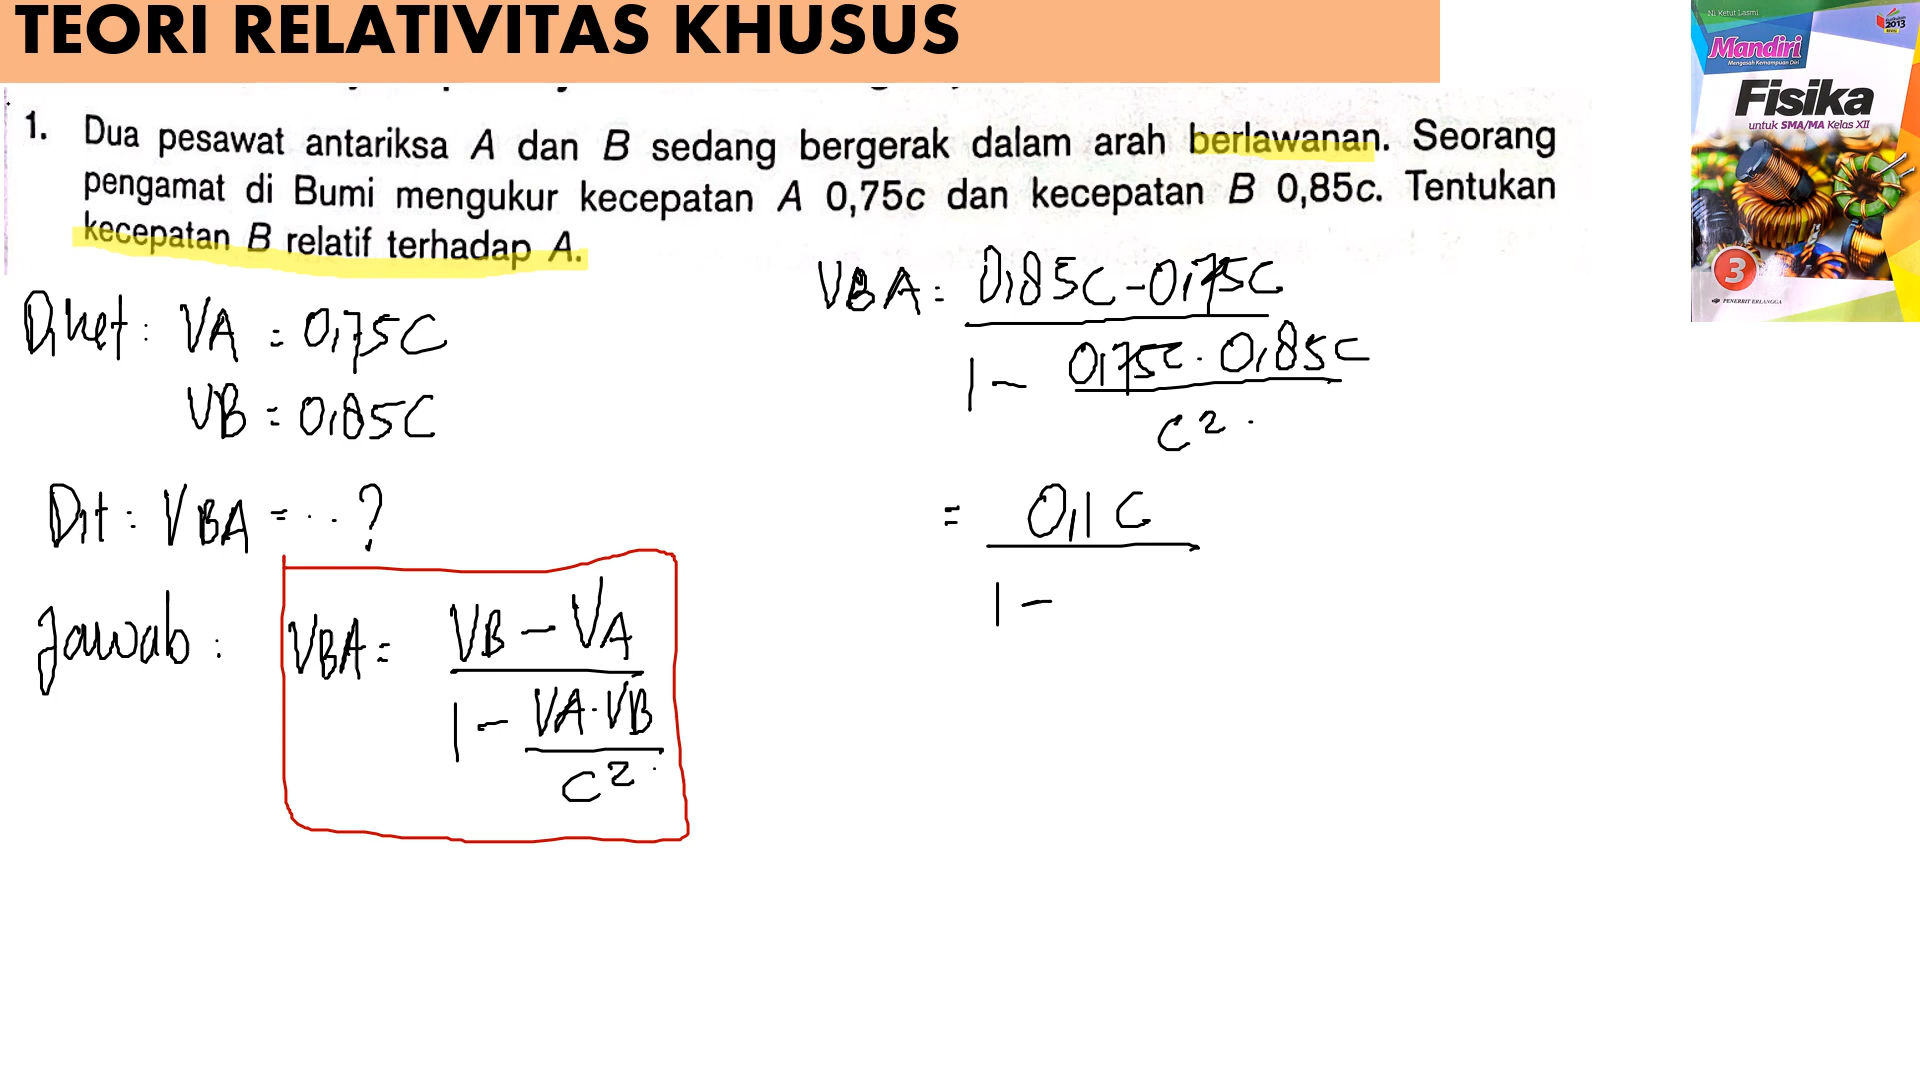 TEORI RELATIVITAS KHUSUS
1. Dua pesawat antariksa A dan B sedang bergerak dalam arah berlawanan. Seorang
pengamat di Bumi mengukur kecepatan A 0,75c dan kecepatan B 0,85c. Tentukan
kecepatan B relatif terhadap A.
Diket : VA = 0,75C
VB = 0,85C
Dit : VBA = ...?
Jawab : VBA = VB - VA
1 - VA.VB
C²
VBA = 0,85C - 0,75C
1 - 0,75C . 0,85C
C²
= 0,1C
1 -
Ni Ketut Lasmi
KURIKULUM 2013
REVISI
Mandiri
Mengasah Kemampuan Diri
Fisika
untuk SMA/MA Kelas XII
3
PENERBIT ERLANGGA